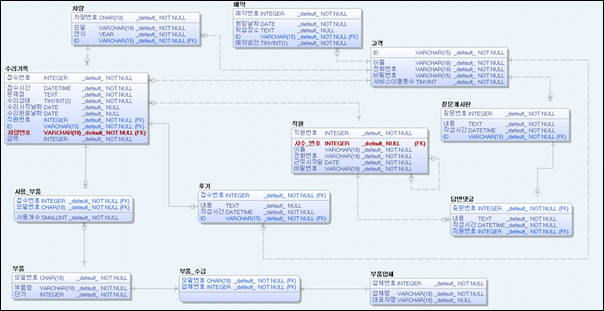 차량
차량번호 CHAR(10) _default_ NOT NULL
모델 VARCHAR(18) _default_ NOT NULL
연식 YEAR _default_ NOT NULL
ID VARCHAR(15) _default_ NOT NULL (FK)
예약
예약번호 INTEGER _default_ NOT NULL
희망날짜 DATE _default_ NOT NULL
픽업장소 TEXT _default_ NOT NULL
ID VARCHAR(15) _default_ NOT NULL (FK)
예약승인 TINYINT(1) _default_ NOT NULL
고객
ID VARCHAR(15) _default_ NOT NULL
이름 VARCHAR(18) _default_ NOT NULL
전화번호 VARCHAR(18) _default_ NOT NULL
비밀번호 VARCHAR(15) _default_ NOT NULL
서비스이용횟수 TINYINT _default_ NOT NULL
수리기록
접수번호 INTEGER _default_ NOT NULL
접수시간 DATETIME _default_ NOT NULL
문제점 TEXT _default_ NOT NULL
수리상태 TINYINT(2) _default_ NOT NULL
수리시작날짜 DATE _default_ NULL
수리완료날짜 DATE _default_ NOT NULL
직원번호 INTEGER _default_ NOT NULL (FK)
ID VARCHAR(15) _default_ NOT NULL (FK)
차량번호 VARCHAR(18) _default_ NOT NULL (FK)
금액 INTEGER _default_ NOT NULL
직원
직원번호 INTEGER _default_ NOT NULL
사수_번호 INTEGER _default_ NULL (FK)
이름 VARCHAR(18) _default_ NOT NULL
전화번호 VARCHAR(18) _default_ NOT NULL
근무시작일 DATE _default_ NOT NULL
비밀번호 VARCHAR(18) _default_ NOT NULL
질문게시판
질문번호 INTEGER _default_ NOT NULL
내용 TEXT _default_ NOT NULL
작성시간 DATETIME _default_ NOT NULL
ID VARCHAR(15) _default_ NOT NULL (FK)
사용_부품
접수번호 INTEGER _default_ NOT NULL (FK)
모델번호 CHAR(18) _default_ NOT NULL (FK)
사용개수 SMALLINT _default_ NOT NULL
후기
접수번호 INTEGER _default_ NOT NULL (FK)
내용 TEXT _default_ NOT NULL
작성시간 DATETIME _default_ NOT NULL
ID VARCHAR(15) _default_ NOT NULL (FK)
답변댓글
질문번호 INTEGER _default_ NOT NULL (FK)
내용 TEXT _default_ NOT NULL
작성시간 DATETIME _default_ NOT NULL
직원번호 INTEGER _default_ NOT NULL (FK)
부품
모델번호 CHAR(18) _default_ NOT NULL
부품명 VARCHAR(18) _default_ NOT NULL
단가 INTEGER _default_ NOT NULL
부품_수급
모델번호 CHAR(18) _default_ NOT NULL (FK)
업체번호 INTEGER _default_ NOT NULL (FK)
부품업체
업체번호 INTEGER _default_ NOT NULL
업체명 VARCHAR(18) _default_ NOT NULL
대표자명 VARCHAR(18) _default_ NULL